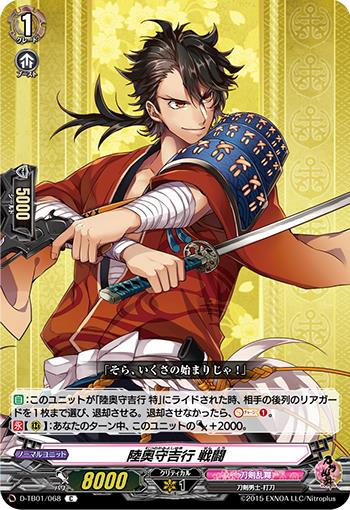 1
グレード
ブースト
5000
シールド
「そら、いくさの始まりじゃ！」
自:このユニットが「陸奥守吉行 特」にライドされた時、相手の後列のリアガー
ドを１枚まで選び、退却させる。退却させなかったら、(1)。
永【(R)】:あなたのターン中、このユニットの+2000。
ノーマルユニット
陸奥守吉行 戦闘
パワー
8000
クリティカル
1
刀剣乱舞
刀剣男士・打刀
D-TB01/068 C
©2015 EXNOA LLC/Nitroplus